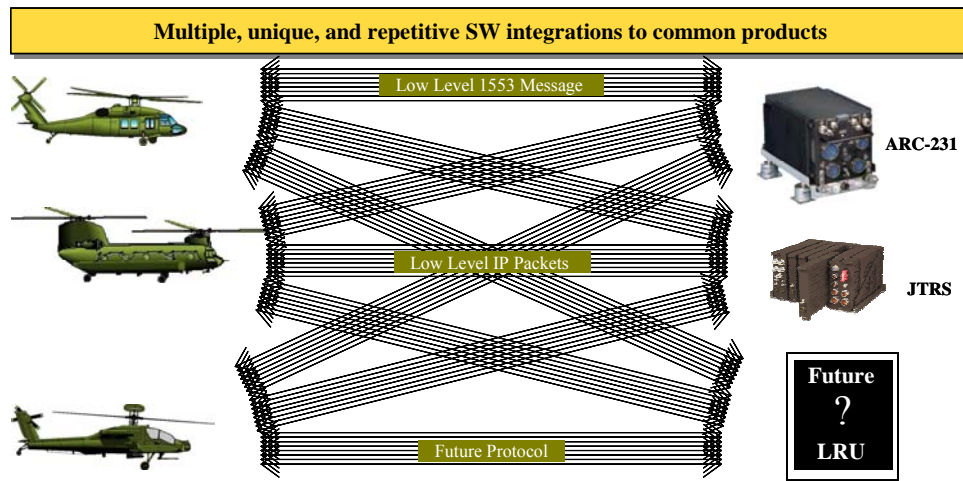 Multiple, unique, and repetitive SW integrations to common products
Low Level 1553 Message
ARC-231
Low Level IP Packets
JTRS
Future
?
LRU
Future Protocol